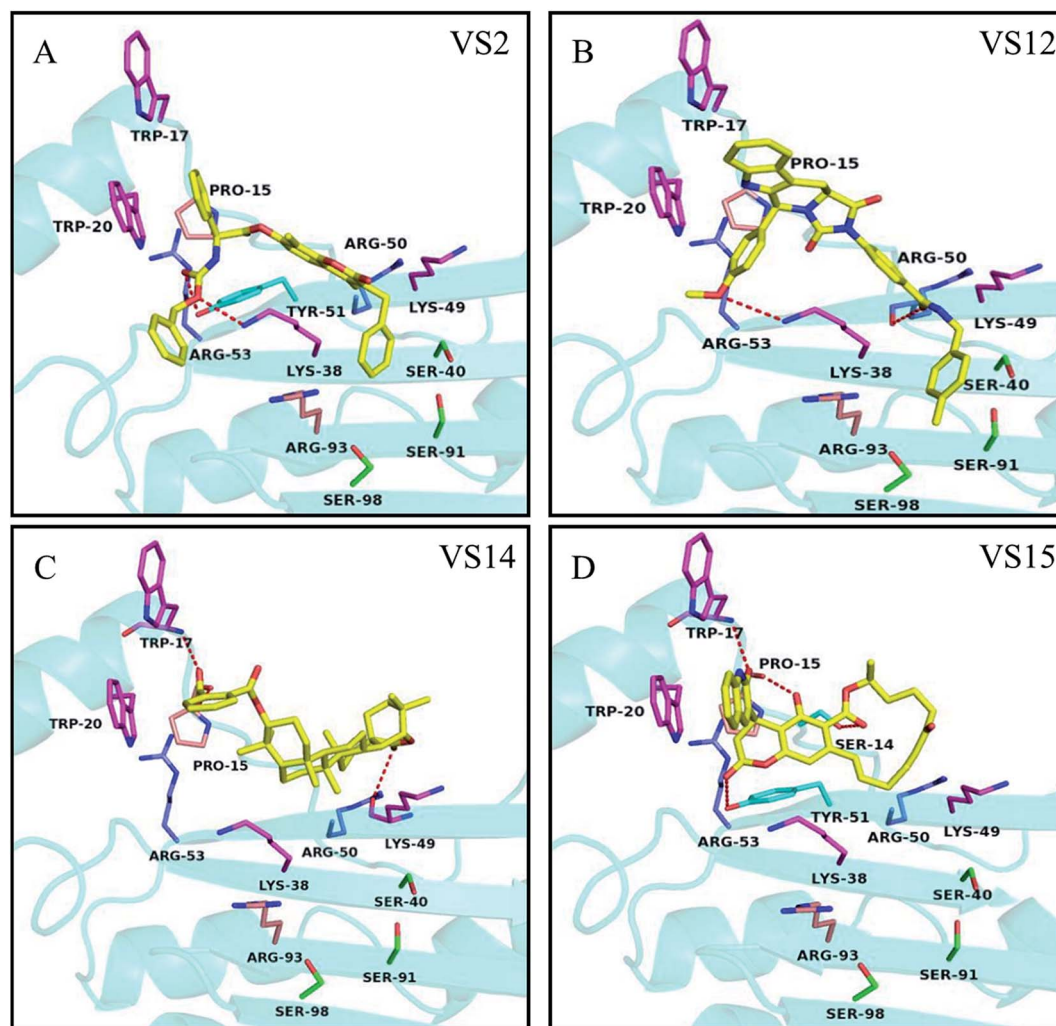 A
VS2
TRP-17
PRO-15
TRP-20
ARG-50
TYR-51
LYS-49
ARG-53
LYS-38
SER-40
ARG-93
SER-91
SER-98
B
VS12
TRP-17
PRO-15
TRP-20
ARG-50
LYS-49
ARG-53
LYS-38
SER-40
ARG-93
SER-91
SER-98
C
VS14
TRP-17
TRP-20
PRO-15
ARG-53
ARG-50
LYS-49
LYS-38
SER-40
ARG-93
SER-91
SER-98
D
VS15
TRP-17
PRO-15
TRP-20
SER-14
TYR-51
ARG-53
ARG-50
LYS-49
LYS-38
SER-40
ARG-93
SER-91
SER-98